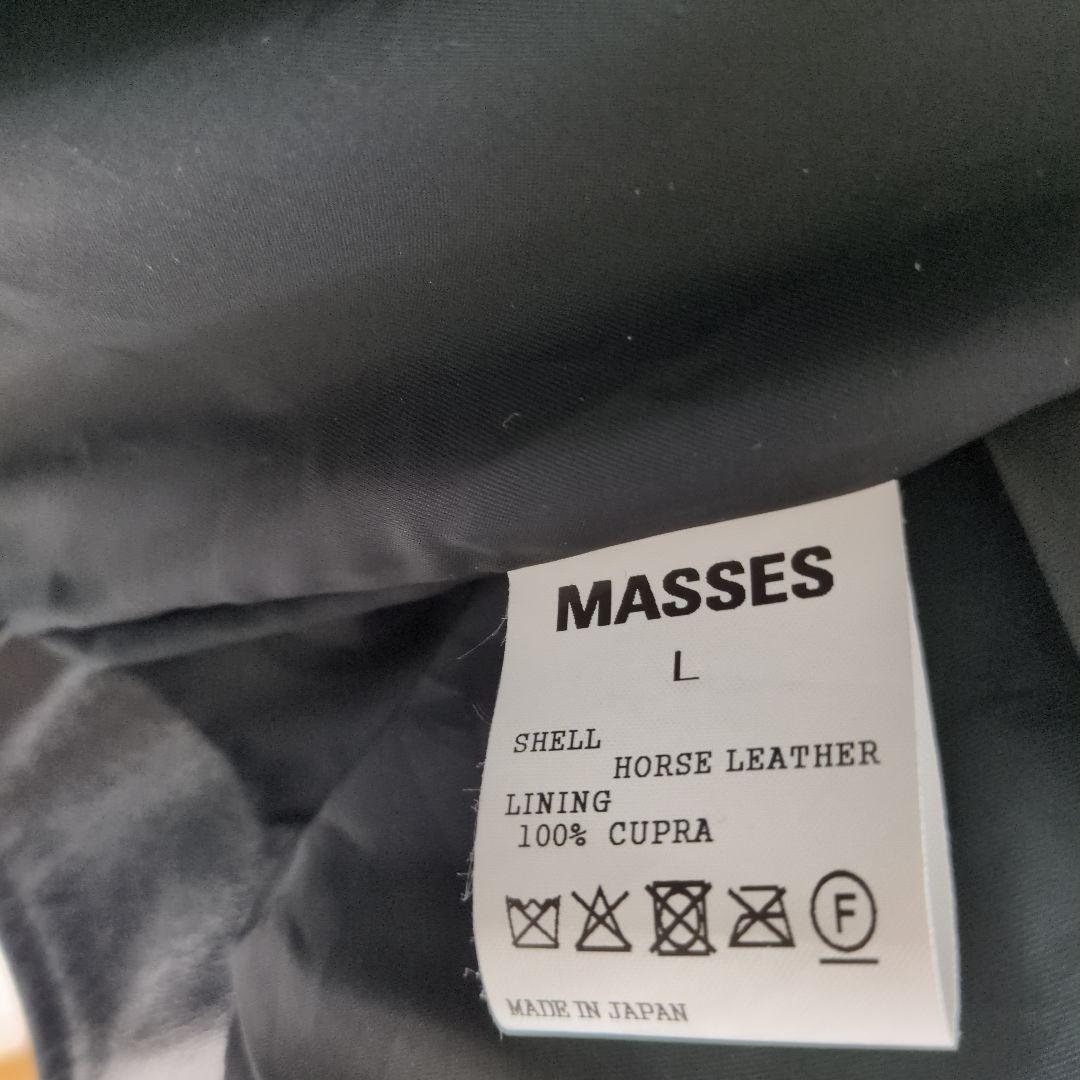 MASSES
L
SHELL
HORSE LEATHER
LINING
100% CUPRA
F
MADE IN JAPAN